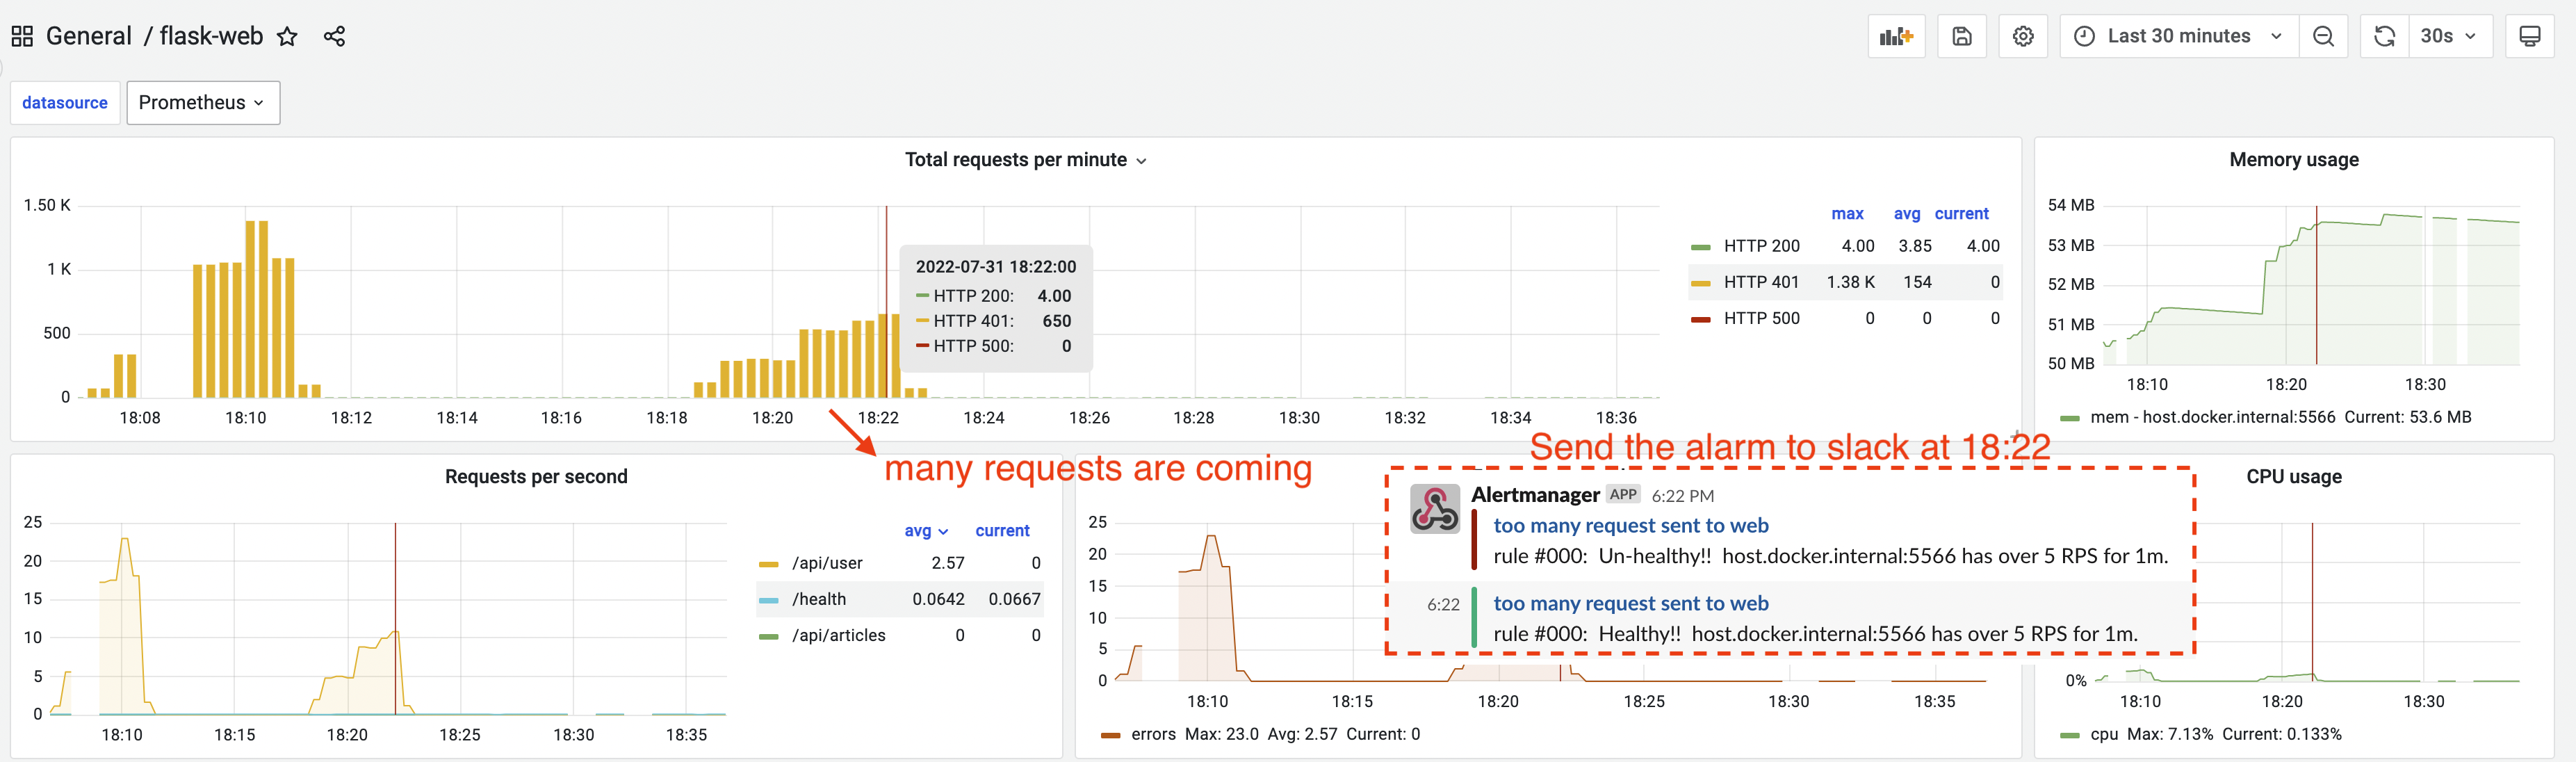 General / flask-web
Last 30 minutes
30s
datasource
Prometheus
Total requests per minute
1.50 K
1 K
500
0
18:08 18:10 18:12 18:14 18:16 18:18 18:20 18:22 18:24 18:26 18:28 18:30 18:32 18:34 18:36
2022-07-31 18:22:00
HTTP 200: 4.00
HTTP 401: 650
HTTP 500: 0
max avg current
HTTP 200 4.00 3.85 4.00
HTTP 401 1.38 K 154 0
HTTP 500 0 0 0
Memory usage
54 MB
53 MB
52 MB
51 MB
50 MB
18:10 18:20 18:30
mem - host.docker.internal:5566 Current: 53.6 MB
many requests are coming
Send the alarm to slack at 18:22
Requests per second
25
20
15
10
5
0
18:10 18:15 18:20 18:25 18:30 18:35
avg current
/api/user 2.57 0
/health 0.0642 0.0667
/api/articles 0 0
25
20
15
10
5
0
18:10 18:15 18:20 18:25 18:30 18:35
errors Max: 23.0 Avg: 2.57 Current: 0
Alertmanager APP 6:22 PM
too many request sent to web
rule #000: Un-healthy!! host.docker.internal:5566 has over 5 RPS for 1m.
6:22
too many request sent to web
rule #000: Healthy!! host.docker.internal:5566 has over 5 RPS for 1m.
CPU usage
0%
18:10 18:20 18:30
cpu Max: 7.13% Current: 0.133%